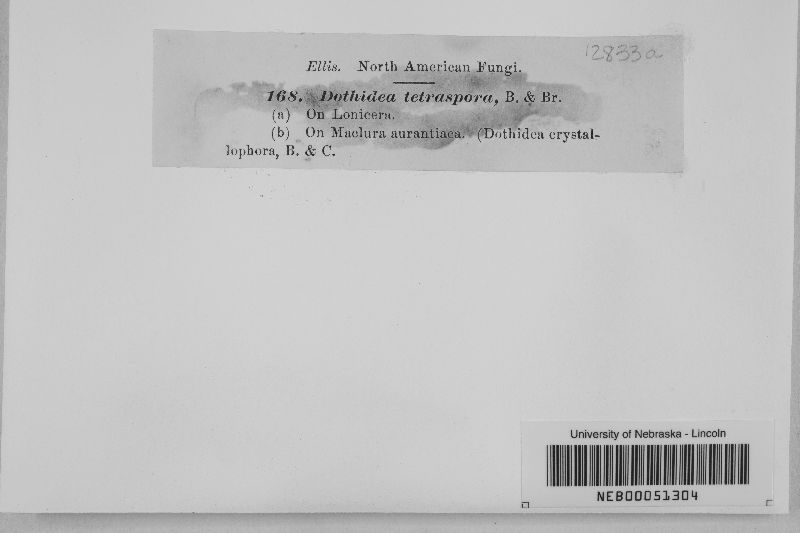 12833a
Ellis. North American Fungi.
168. Dothidea tetraspora, B. & Br.
(a) On Lonicera.
(b) On Maclura aurantiaca. (Dothidea crystal-
lophora, B. & C.
University of Nebraska - Lincoln
NEB00051304